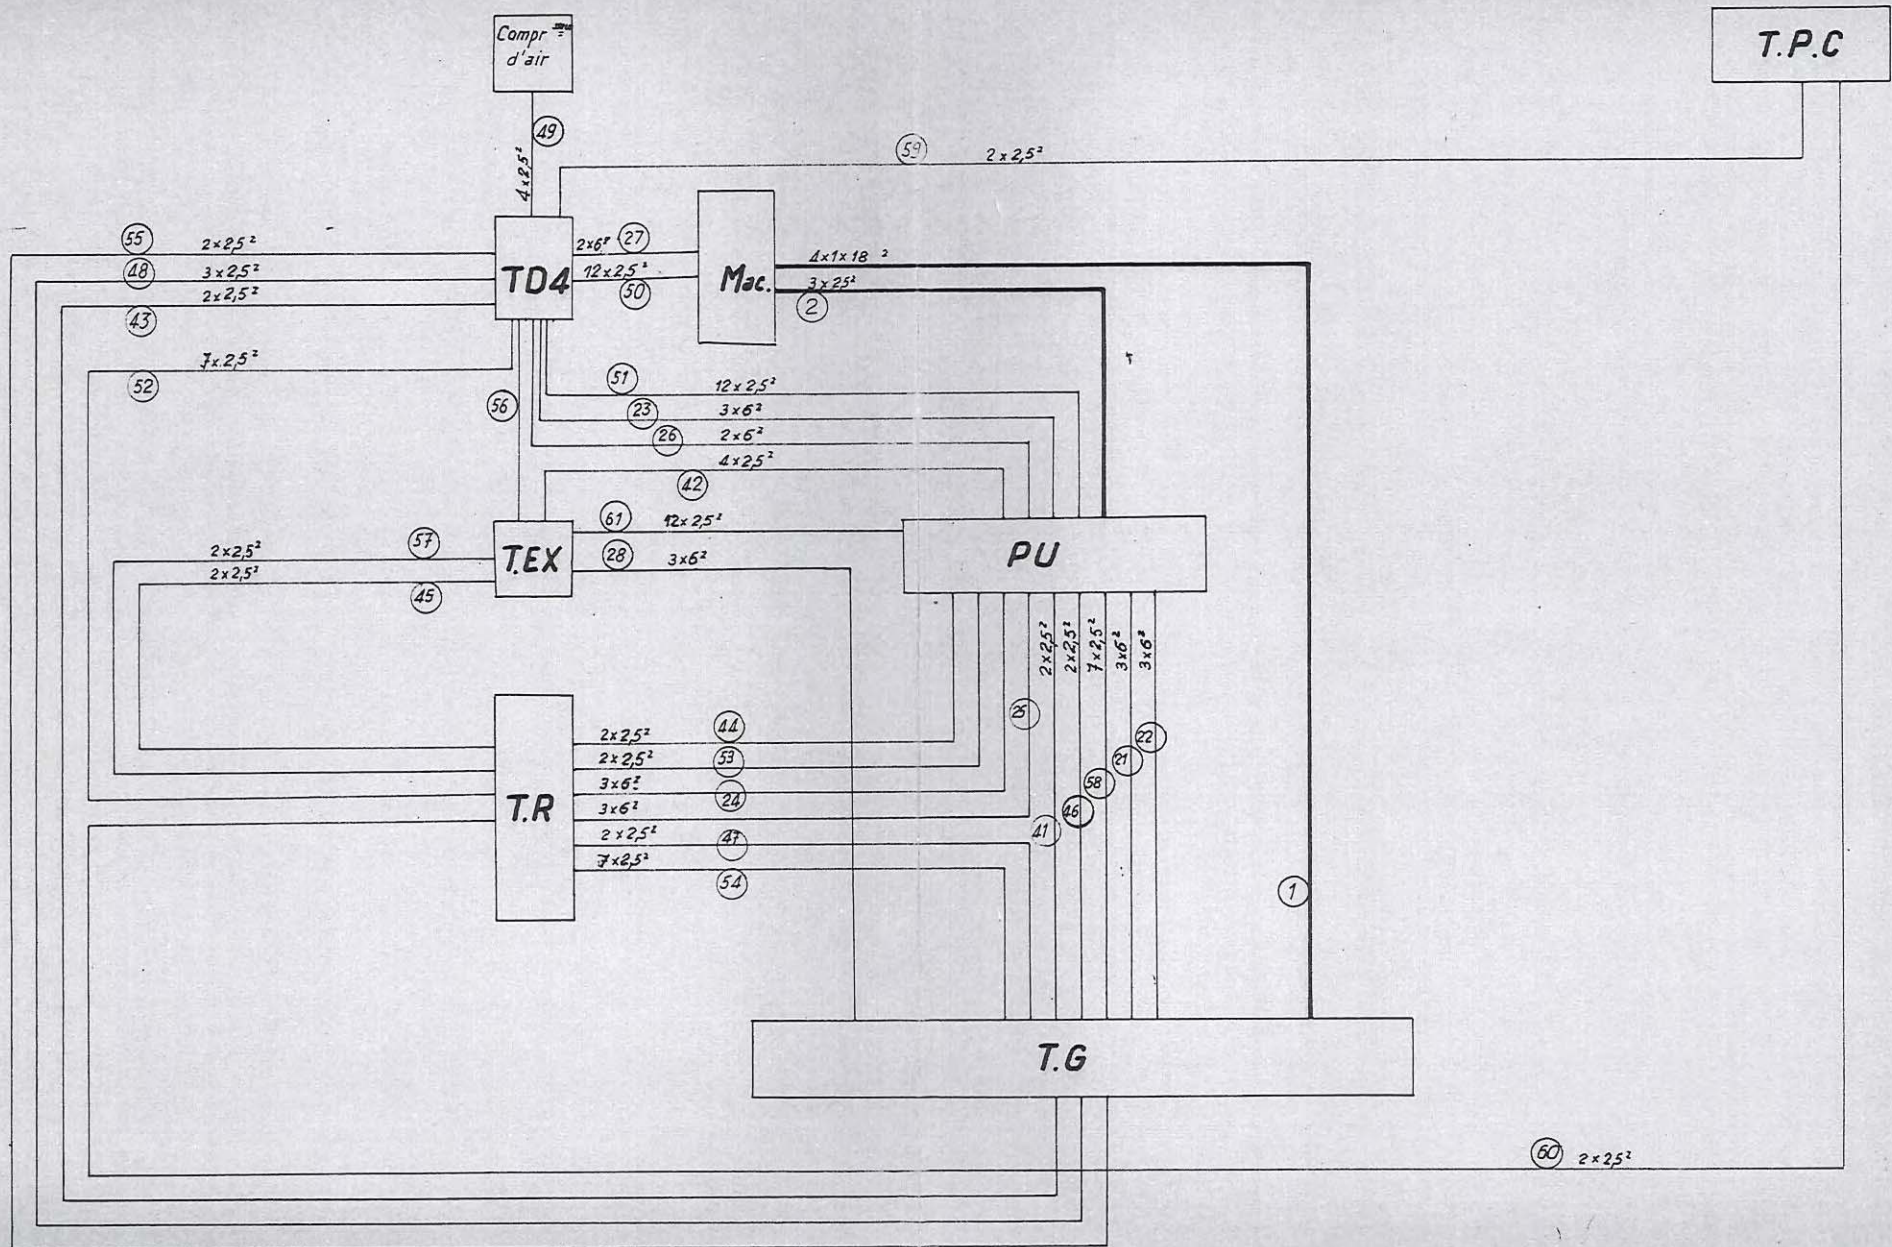 Compr
d'air
T.P.C
49
4 x 2,5²
59 2 x 2,5²
55 2 x 2,5²
48 3 x 2,5²
2 x 2,5²
43
7 x 2,5²
52
TD4
2x6² 27
12 x 2,5²
50
Mac.
4 x 1 x 18 ²
3 x 25²
2
56
51 12 x 2,5²
23 3 x 6²
26 2 x 6²
4 x 2,5²
42
61 12 x 2,5²
28 3 x 6²
57
2 x 2,5²
2 x 2,5²
45
T.EX
PU
2 x 2,5²
2 x 2,5²
7 x 2,5²
3 x 6²
3 x 6²
25
41
46
58
21
22
T.R
2 x 2,5² 44
2 x 2,5² 53
3 x 6² 24
3 x 6²
2 x 2,5² 47
7 x 2,5² 54
1
T.G
60 2 x 2,5²